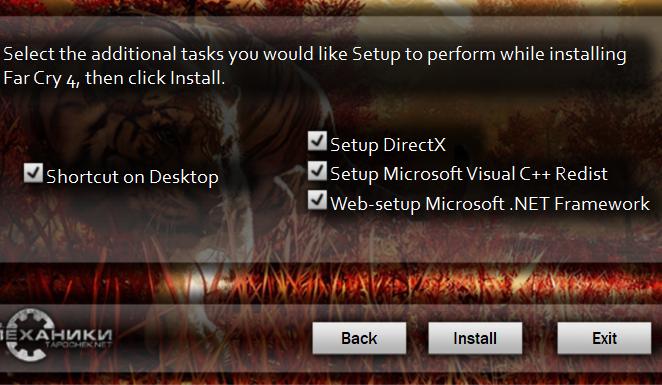 Select the additional tasks you would like Setup to perform while installing
Far Cry 4, then click Install.
Shortcut on Desktop
Setup DirectX
Setup Microsoft Visual C++ Redist
Web-setup Microsoft .NET Framework
МЕХАНИКИ
TAPOCHEK.NET
Back
Install
Exit